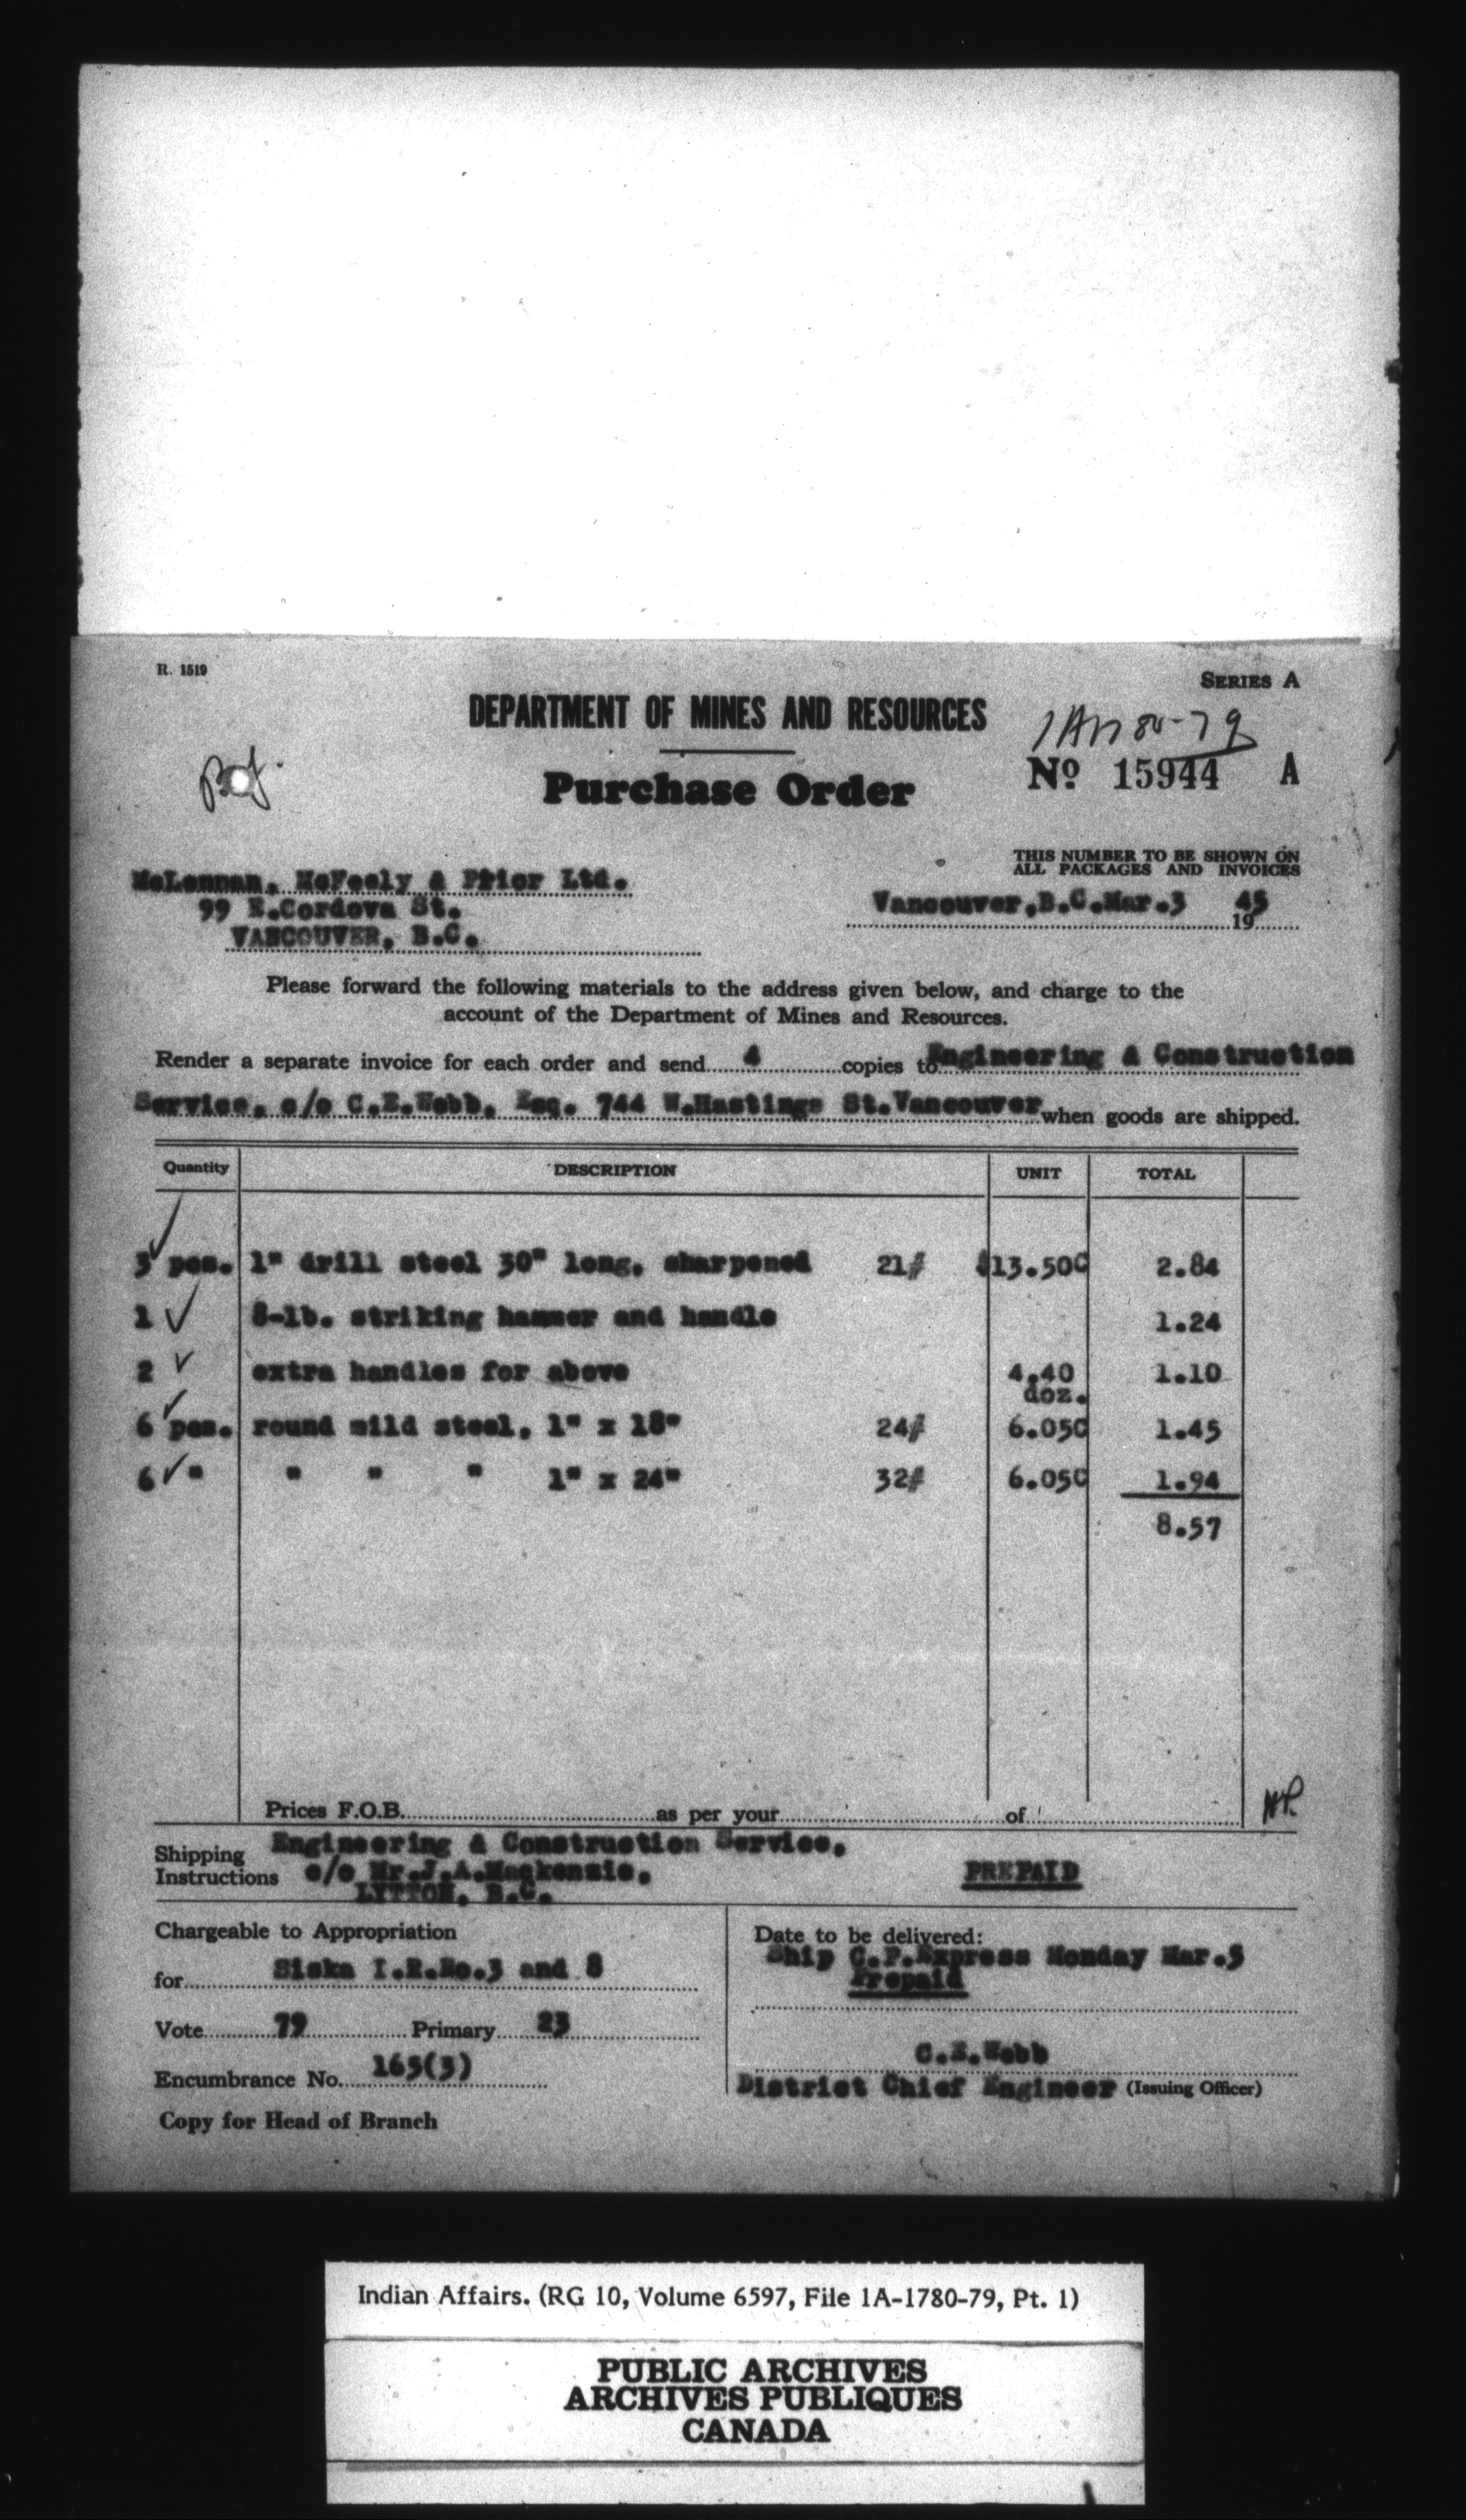 R. 1519
SERIES A
DEPARTMENT OF MINES AND RESOURCES
Purchase Order
No 15944 A
THIS NUMBER TO BE SHOWN ON
ALL PACKAGES AND INVOICES
McLennan, McFeely & Prior Ltd.
99 E.Cordova St.
VANCOUVER, B.C.
Vancouver,B.C.Mar.3 1945
Please forward the following materials to the address given below, and charge to the
account of the Department of Mines and Resources.
Render a separate invoice for each order and send 4 copies to Engineering & Construction
Service, c/o C.E.Webb, Esq. 744 W.Hastings St.Vancouver when goods are shipped.
Quantity DESCRIPTION UNIT TOTAL
3 pcs. 1" drill steel 30" long, sharpened 21# $13.50C 2.84
1 ✓ 8-lb. striking hammer and handle 1.24
2 ✓ extra handles for above 4.40 doz. 1.10
6 pcs. round mild steel, 1" x 18" 24# 6.05C 1.45
6 ✓ " " " " 1" x 24" 32# 6.05C 1.94
8.57
Prices F.O.B. as per your of
Shipping Instructions Engineering & Construction Service,
c/o Mr.J.A.Mackenzie,
LYTTON, B.C.
PREPAID
Chargeable to Appropriation
for Siska I.R.No.3 and 8
Vote 79 Primary 23
Encumbrance No. 165(3)
Copy for Head of Branch
Date to be delivered:
Ship C.P.Express Monday Mar.5
Prepaid
C.E.Webb
District Chief Engineer (Issuing Officer)
Indian Affairs. (RG 10, Volume 6597, File 1A-1780-79, Pt. 1)
PUBLIC ARCHIVES
ARCHIVES PUBLIQUES
CANADA